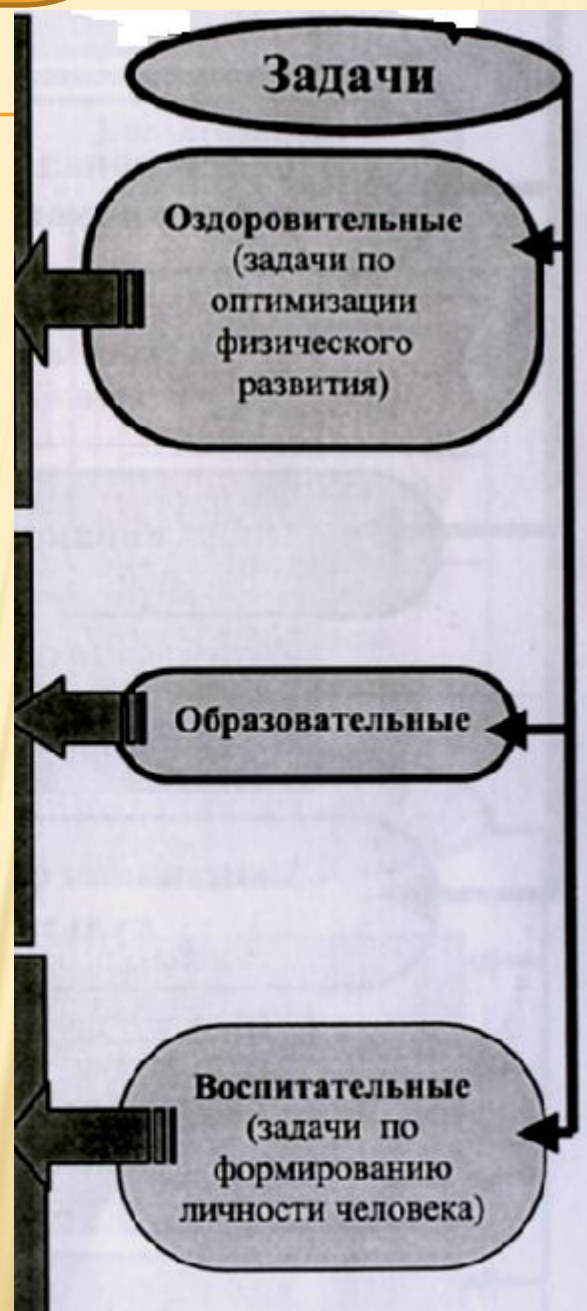 Задачи
Оздоровительные
(задачи по
оптимизации
физического
развития)
Образовательные
Воспитательные
(задачи по
формированию
личности человека)